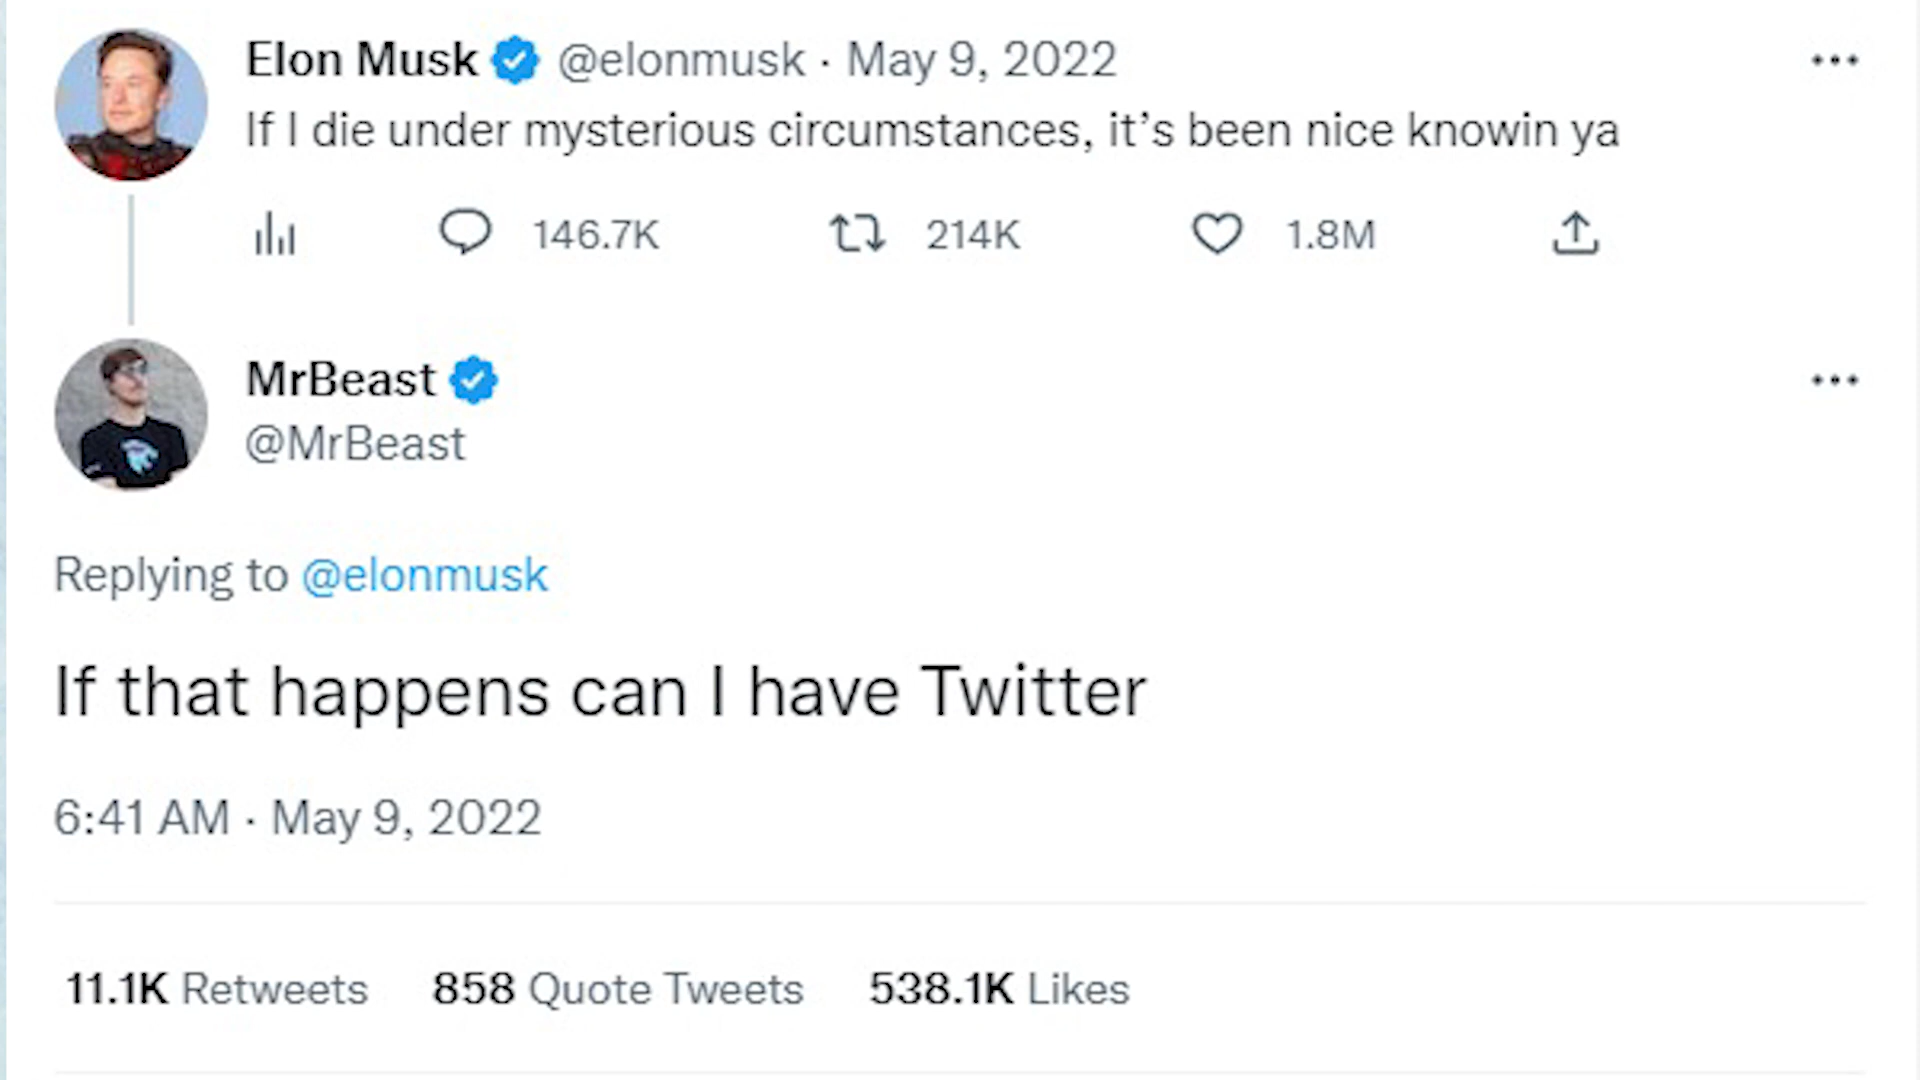 Elon Musk @elonmusk · May 9, 2022
If I die under mysterious circumstances, it’s been nice knowin ya
146.7K 214K 1.8M
MrBeast
@MrBeast
Replying to @elonmusk
If that happens can I have Twitter
6:41 AM · May 9, 2022
11.1K Retweets 858 Quote Tweets 538.1K Likes